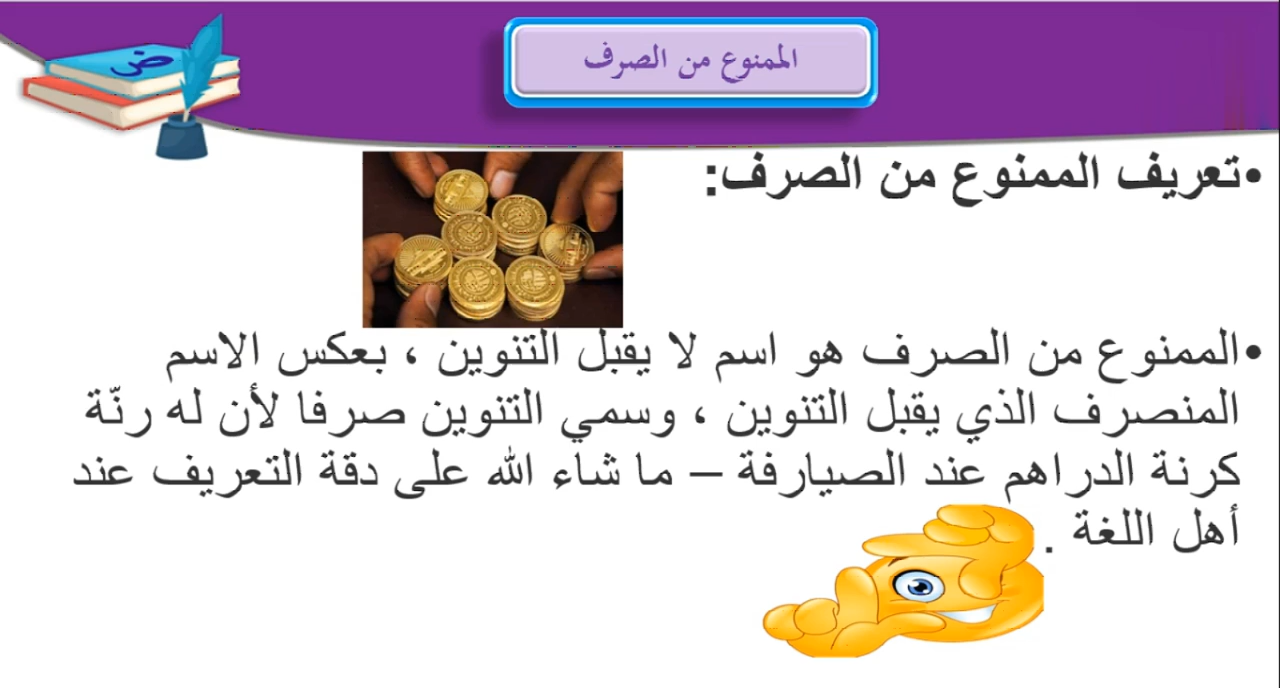 الممنوع من الصرف
ض
•تعريف الممنوع من الصرف:
•الممنوع من الصرف هو اسم لا يقبل التنوين ، بعكس الاسم
المنصرف الذي يقبل التنوين ، وسمي التنوين صرفا لأن له رنّة
كرنة الدراهم عند الصيارفة – ما شاء الله على دقة التعريف عند
أهل اللغة .